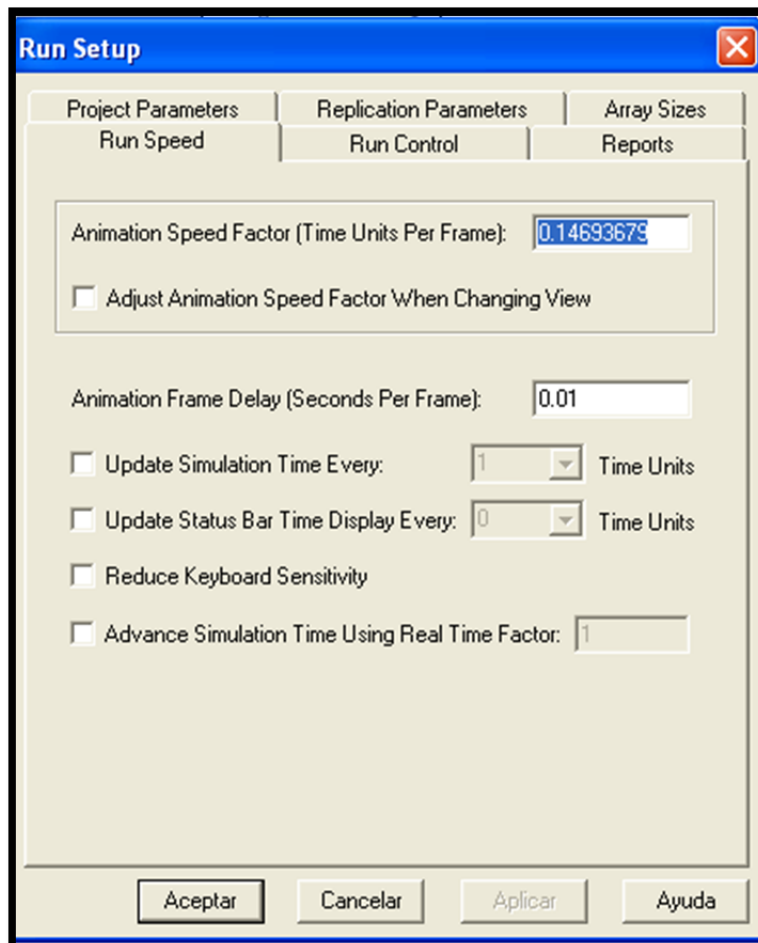 Run Setup
Project Parameters Replication Parameters Array Sizes
Run Speed Run Control Reports
Animation Speed Factor (Time Units Per Frame): 0.14693679
Adjust Animation Speed Factor When Changing View
Animation Frame Delay (Seconds Per Frame): 0.01
Update Simulation Time Every: 1 Time Units
Update Status Bar Time Display Every: 0 Time Units
Reduce Keyboard Sensitivity
Advance Simulation Time Using Real Time Factor: 1
Aceptar Cancelar Aplicar Ayuda